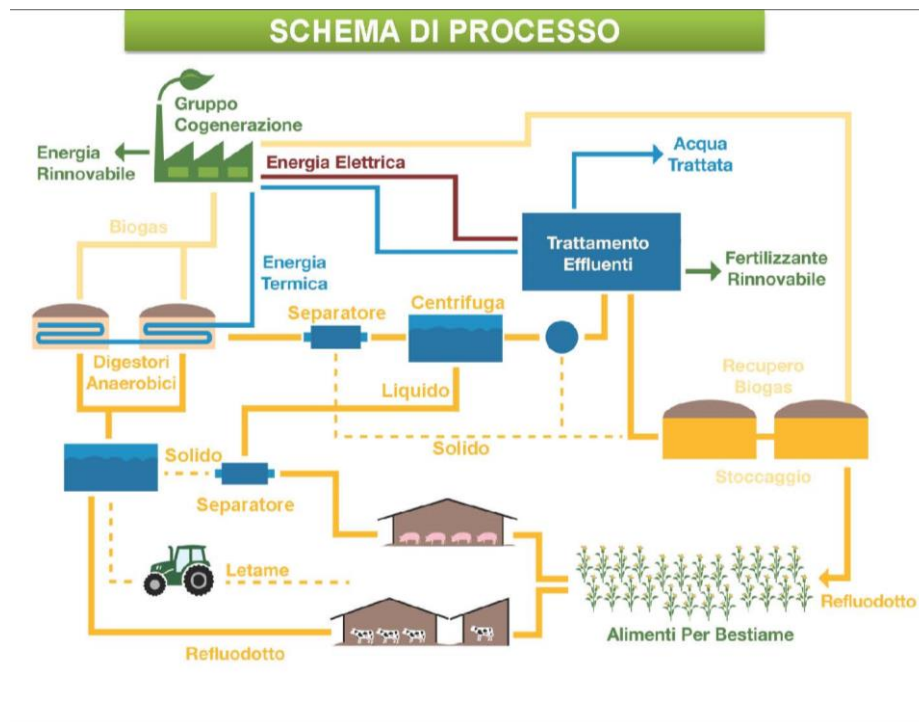 SCHEMA DI PROCESSO
Gruppo
Cogenerazione
Energia
Rinnovabile
Energia Elettrica
Acqua
Trattata
Biogas
Energia
Termica
Trattamento
Effluenti
Fertilizzante
Rinnovabile
Separatore
Centrifuga
Digestori
Anaerobici
Liquido
Recupero
Biogas
Solido
Solido
Stoccaggio
Separatore
Letame
Refluodotto
Alimenti Per Bestiame
Refluodotto